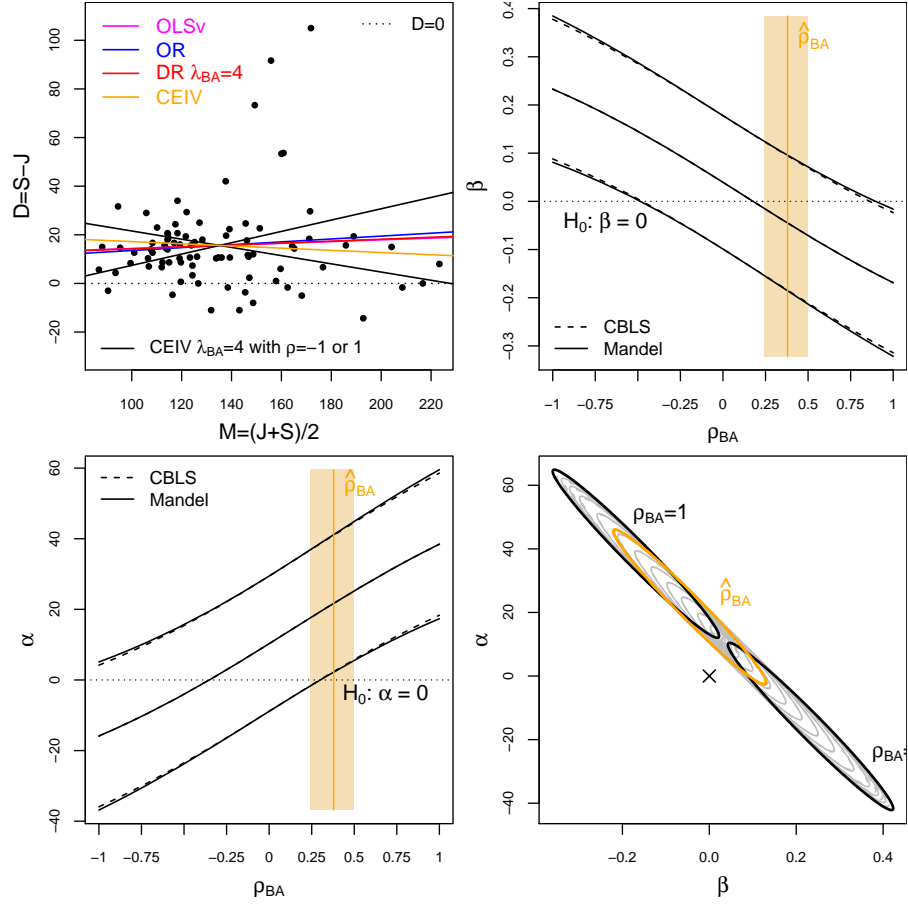 OLSv
OR
DR λBA=4
CEIV
D=0
CEIV λBA=4 with ρ=−1 or 1
D=S−J
−20
0
20
40
60
80
100
100
120
140
160
180
200
220
M=(J+S)/2
ρ̂BA
H0: β = 0
CBLS
Mandel
β
−0.3
−0.2
−0.1
0.0
0.1
0.2
0.3
0.4
−1
−0.75
−0.25
0
0.25
0.5
0.75
1
ρBA
CBLS
Mandel
ρ̂BA
H0: α = 0
α
−40
−20
0
20
40
60
−1
−0.75
−0.25
0
0.25
0.5
0.75
1
ρBA
ρBA=1
ρ̂BA
ρBA=
α
−40
−20
0
20
40
60
−0.2
0.0
0.2
0.4
β